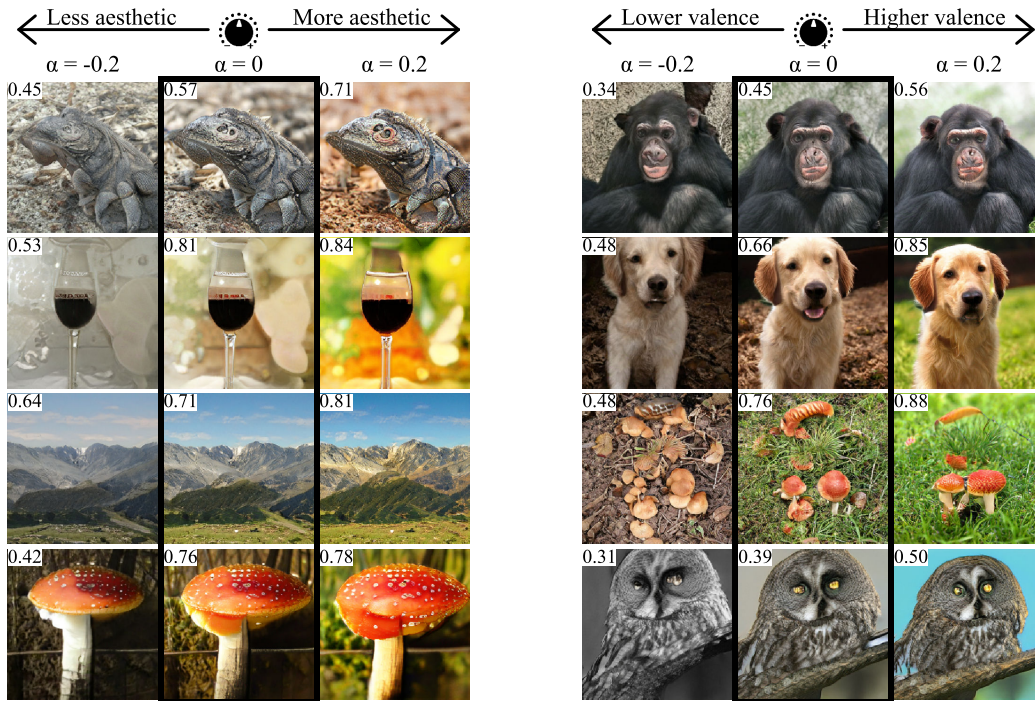 Less aesthetic More aesthetic
- +
α = -0.2 α = 0 α = 0.2
0.45 0.57 0.71
0.53 0.81 0.84
0.64 0.71 0.81
0.42 0.76 0.78
Lower valence Higher valence
- +
α = -0.2 α = 0 α = 0.2
0.34 0.45 0.56
0.48 0.66 0.85
0.48 0.76 0.88
0.31 0.39 0.50